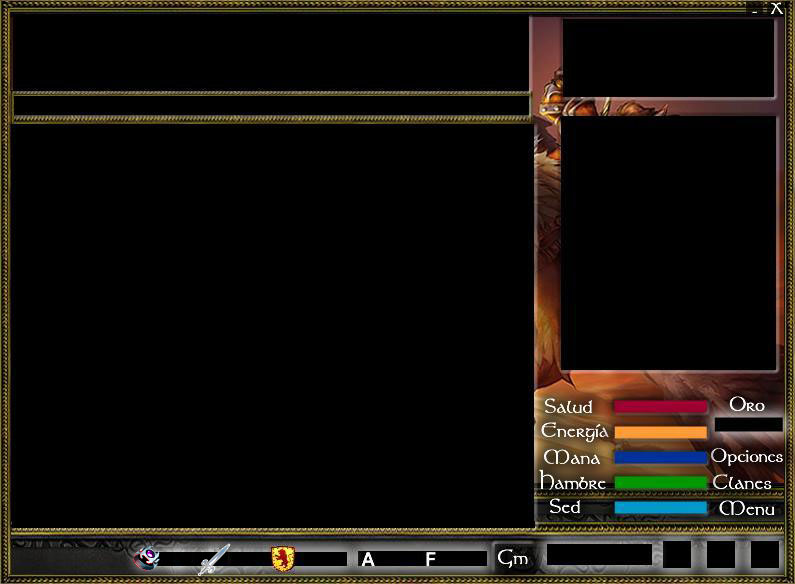 - X
Salud Oro
Energía
Mana Opciones
Hambre Clanes
Sed Menu
A F Gm